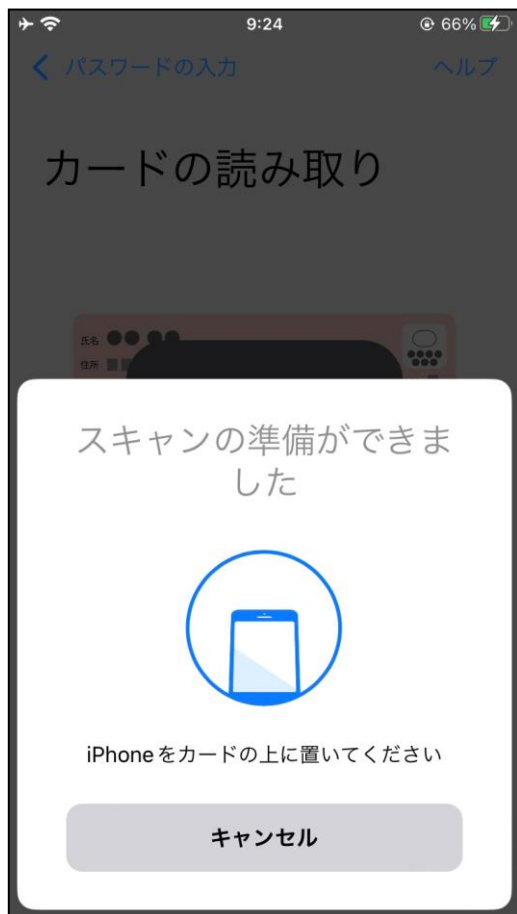 9:24
66%
パスワードの入力 ヘルプ
カードの読み取り
氏名
住所
スキャンの準備ができま
した
iPhoneをカードの上に置いてください
キャンセル